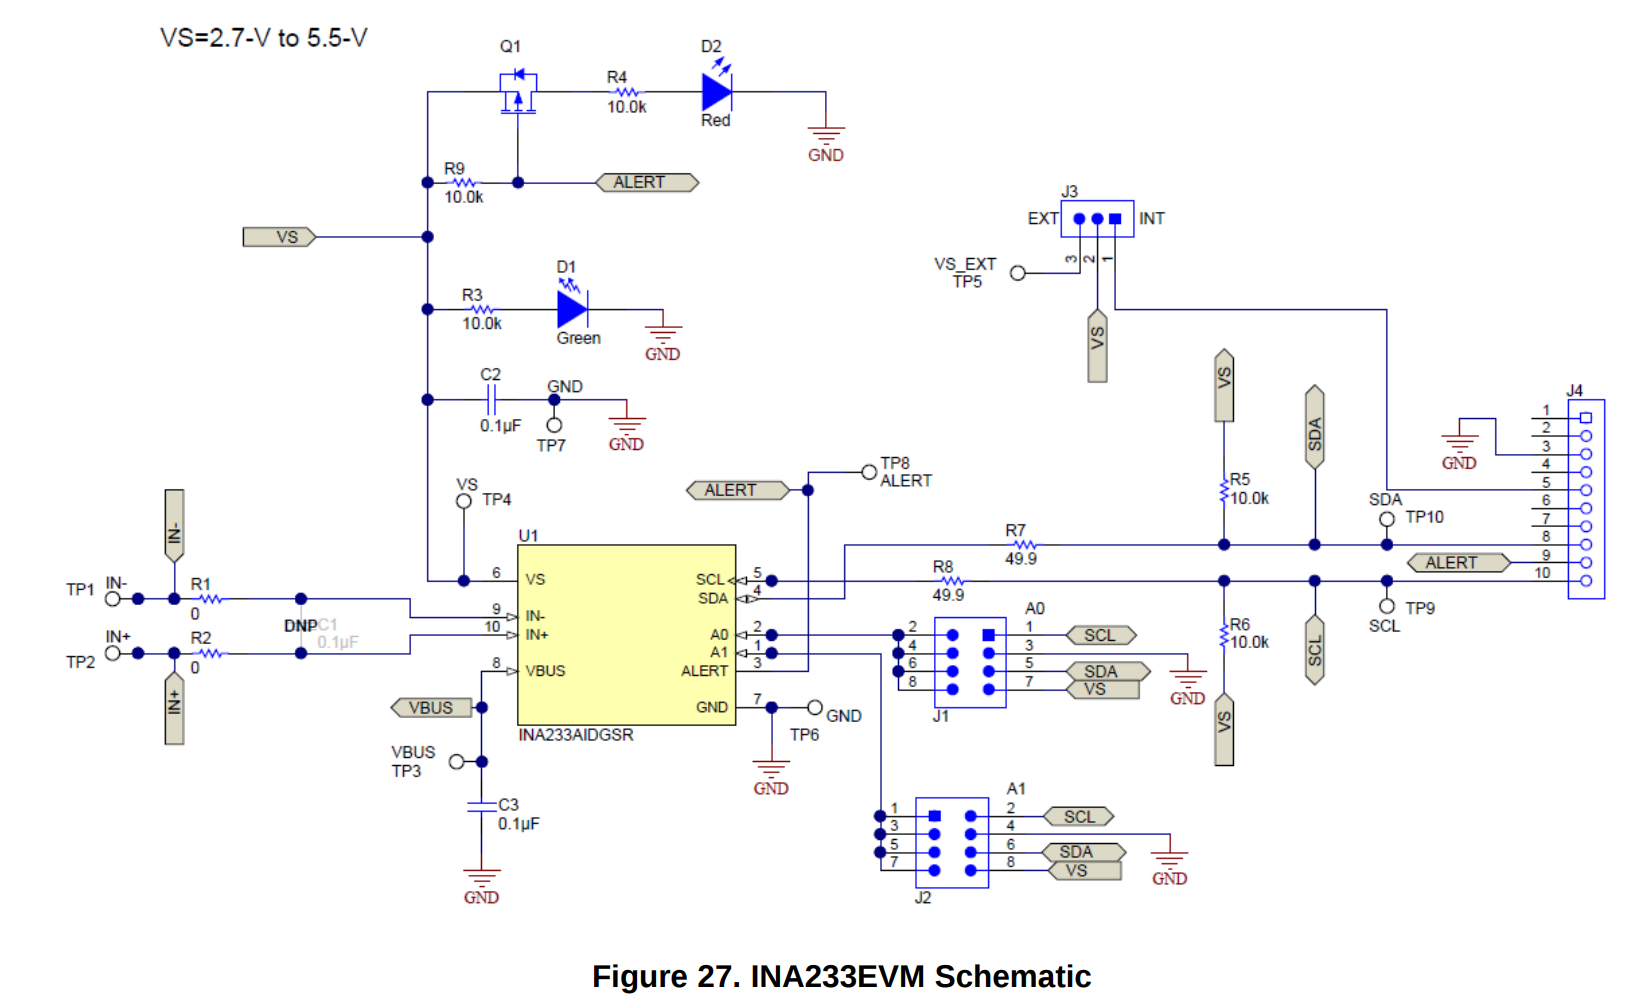 VS=2.7-V to 5.5-V
Q1
D2
R4
10.0k
Red
GND
R9
10.0k
ALERT
VS
J3
EXT
INT
3
2
1
VS_EXT
TP5
VS
D1
R3
10.0k
Green
GND
C2
0.1µF
GND
TP7
GND
VS
TP4
ALERT
TP8
ALERT
VS
SDA
R5
10.0k
J4
1
2
3
4
5
6
7
8
9
10
GND
SDA
TP10
ALERT
TP9
SCL
R7
49.9
R8
49.9
R6
10.0k
SCL
VS
IN-
TP1
IN-
R1
0
DNP
C1
0.1µF
IN+
TP2
R2
0
IN+
U1
6
VS
9
IN-
10
IN+
8
VBUS
SCL
5
SDA
4
A0
2
A1
1
ALERT
3
GND
7
INA233AIDGSR
GND
TP6
GND
VBUS
VBUS
TP3
C3
0.1µF
GND
A0
2
4
6
8
1
3
5
7
SCL
SDA
VS
GND
J1
A1
1
3
5
7
2
4
6
8
SCL
SDA
VS
GND
J2
Figure 27. INA233EVM Schematic